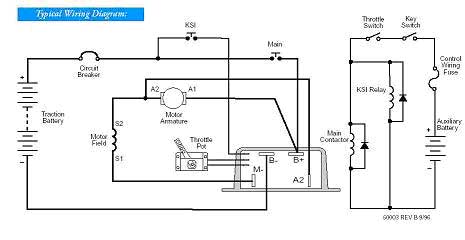 Typical Wiring Diagram:
KSI
Main
Throttle
Switch
Key
Switch
Circuit
Breaker
Control
Wiring
Fuse
A2
A1
Motor
Armature
KSI Relay
Traction
Battery
S2
Motor
Field
S1
Throttle
Pot
Main
Contactor
Auxiliary
Battery
B-
B+
M-
A2
60003 REV B 9/96